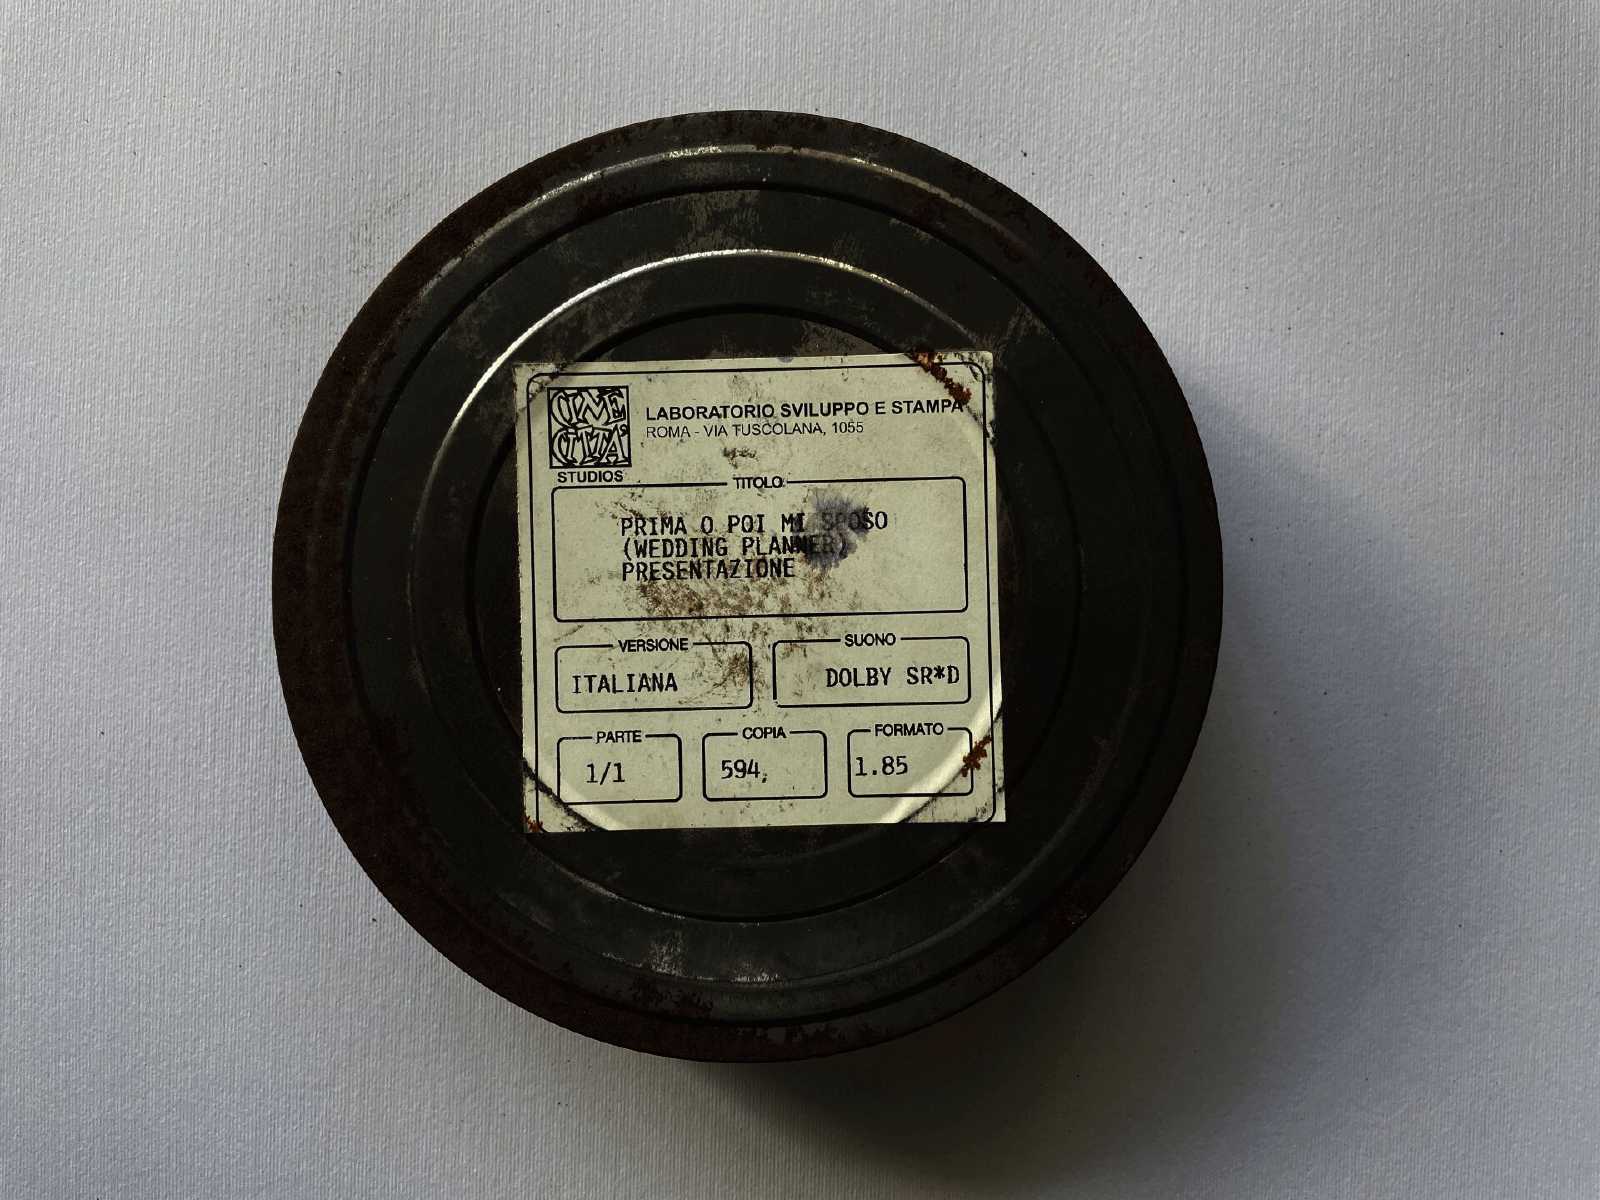 CINE
CITTÀ
STUDIOS
LABORATORIO SVILUPPO E STAMPA
ROMA - VIA TUSCOLANA, 1055
TITOLO
PRIMA O POI MI SPOSO
(WEDDING PLANNER)
PRESENTAZIONE
VERSIONE
ITALIANA
SUONO
DOLBY SR*D
PARTE
1/1
COPIA
594,
FORMATO
1.85